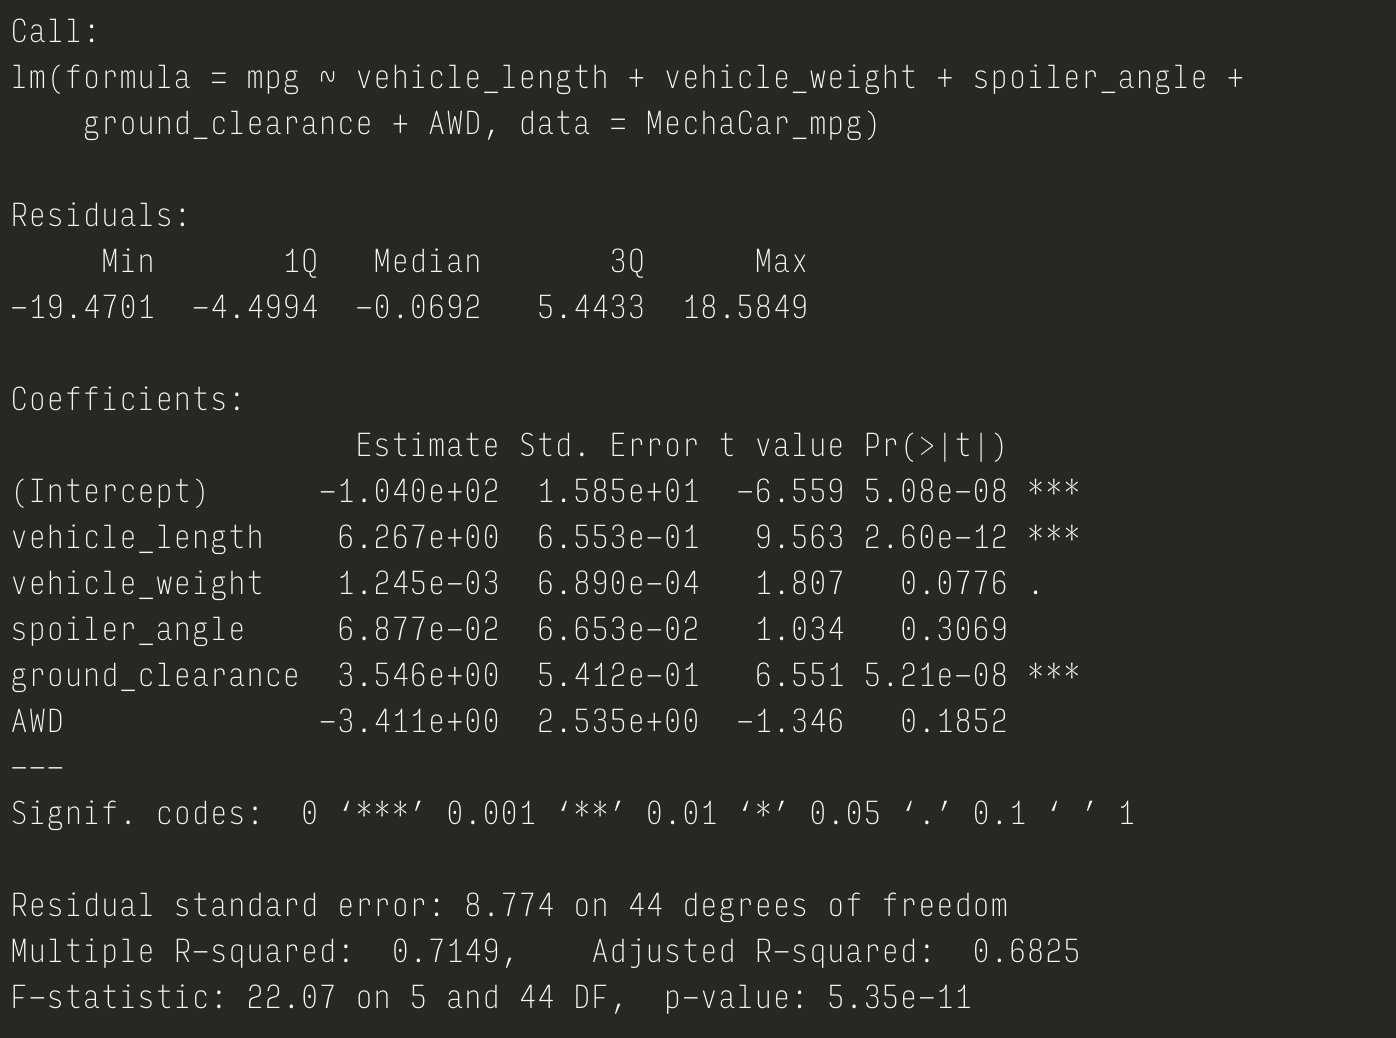 Call:
lm(formula = mpg ~ vehicle_length + vehicle_weight + spoiler_angle +
    ground_clearance + AWD, data = MechaCar_mpg)

Residuals:
     Min       1Q   Median       3Q      Max
-19.4701  -4.4994  -0.0692   5.4433  18.5849

Coefficients:
                   Estimate Std. Error t value Pr(>|t|)
(Intercept)      -1.040e+02  1.585e+01  -6.559 5.08e-08 ***
vehicle_length    6.267e+00  6.553e-01   9.563 2.60e-12 ***
vehicle_weight    1.245e-03  6.890e-04   1.807   0.0776 .
spoiler_angle     6.877e-02  6.653e-02   1.034   0.3069
ground_clearance  3.546e+00  5.412e-01   6.551 5.21e-08 ***
AWD              -3.411e+00  2.535e+00  -1.346   0.1852
---
Signif. codes:  0 ‘***’ 0.001 ‘**’ 0.01 ‘*’ 0.05 ‘.’ 0.1 ‘ ’ 1

Residual standard error: 8.774 on 44 degrees of freedom
Multiple R-squared:  0.7149,    Adjusted R-squared:  0.6825
F-statistic: 22.07 on 5 and 44 DF,  p-value: 5.35e-11